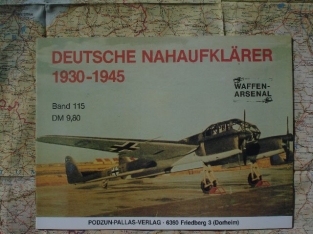 DEUTSCHE NAHAUFKLÄRER
1930-1945
WAFFEN-
ARSENAL
Band 115
DM 9,80
PODZUN-PALLAS-VERLAG · 6360 Friedberg 3 (Dorheim)